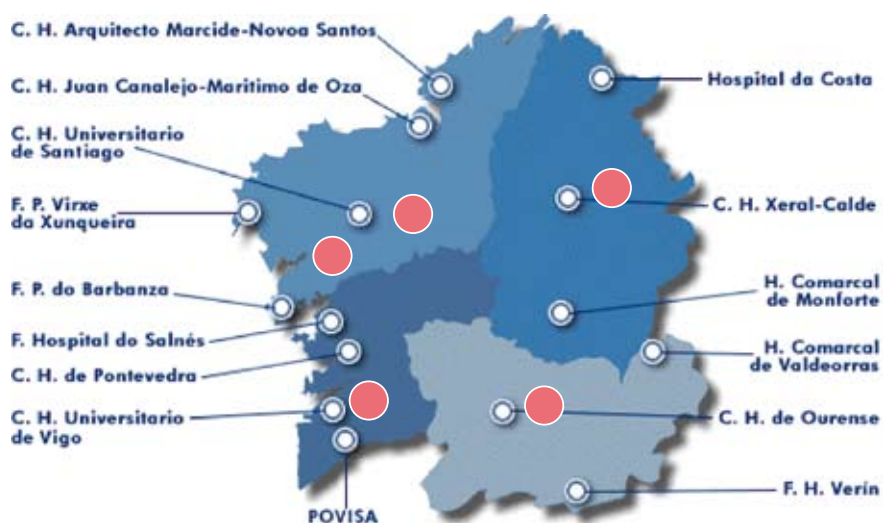 C. H. Arquitecto Marcide-Novoa Santos
C. H. Juan Canalejo-Maritimo de Oza
C. H. Universitario
de Santiago
F. P. Virxe
da Xunqueira
F. P. do Barbanza
F. Hospital do Salnés
C. H. de Pontevedra
C. H. Universitario
de Vigo
POVISA
Hospital da Costa
C. H. Xeral-Calde
H. Comarcal
de Monforte
H. Comarcal
de Valdeorras
C. H. de Ourense
F. H. Verín